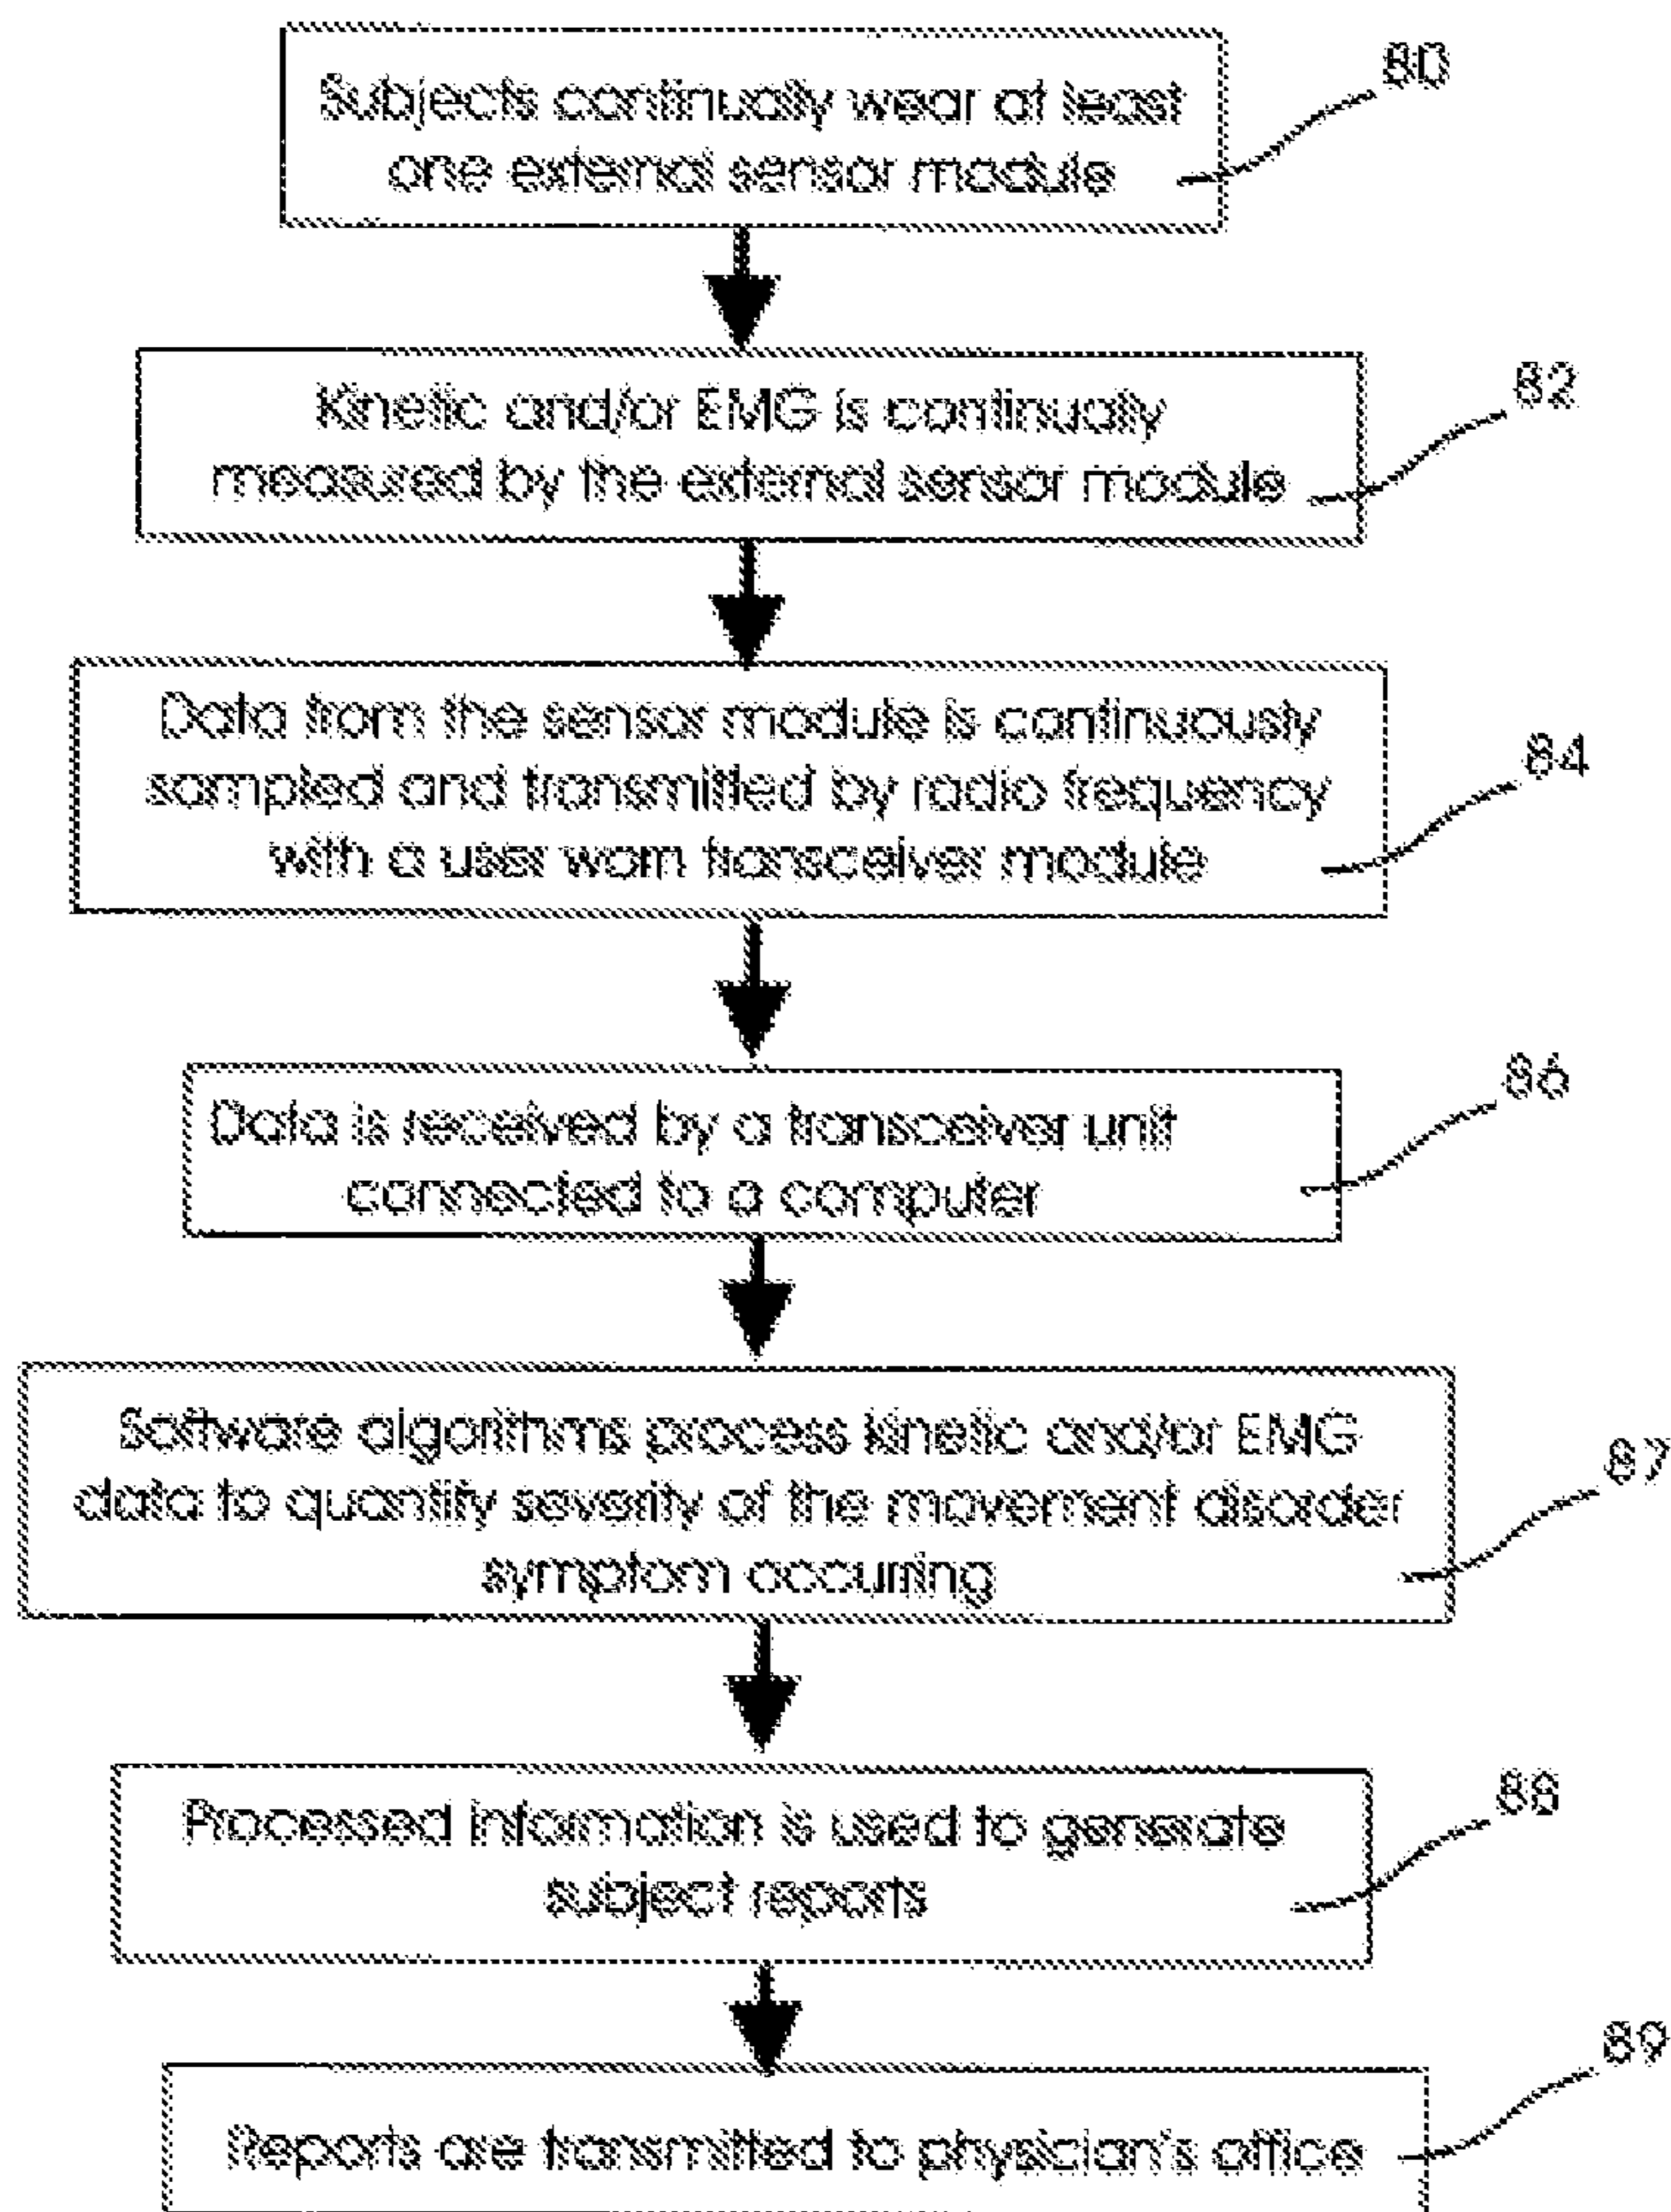 Subjects continually wear at least
one external sensor module
80
Kinetic and/or EMG is continually
measured by the external sensor module
82
Data from the sensor module is continuously
sampled and transmitted by radio frequency
with a user worn transceiver module
84
Data is received by a transceiver unit
connected to a computer
86
Software algorithms process kinetic and/or EMG
data to quantify severity of the movement disorder
symptom occurring
87
Processed information is used to generate
subject reports
88
Reports are transmitted to physician's office
89